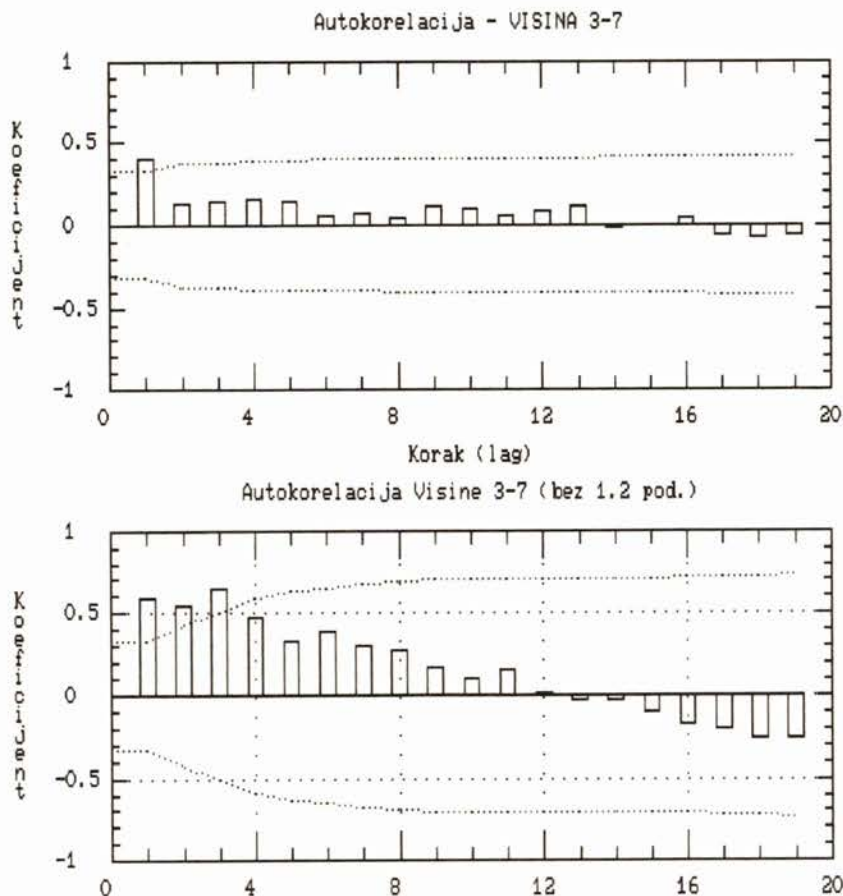 Autokorelacija - VISINA 3-7
Koeficijent
1
0.5
0
-0.5
-1
0 4 8 12 16 20
Korak (lag)
Autokorelacija Visine 3-7 (bez 1.2 pod.)
Koeficijent
1
0.5
0
-0.5
-1
0 4 8 12 16 20